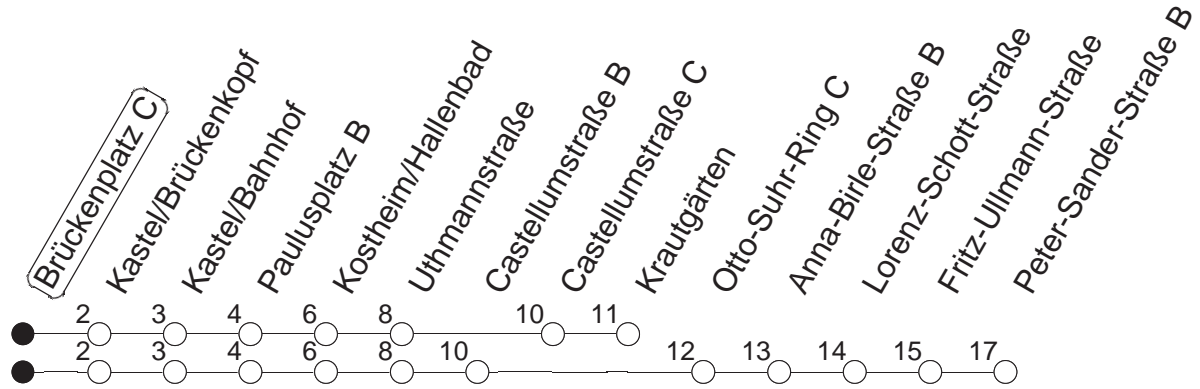 Brückenplatz C
Kastel/Brückenkopf
Kastel/Bahnhof
Paulusplatz B
Kostheim/Hallenbad
Uthmannstraße
Castellumstraße B
Castellumstraße C
Krautgärten
Otto-Suhr-Ring C
Anna-Birle-Straße B
Lorenz-Schott-Straße
Fritz-Ullmann-Straße
Peter-Sander-Straße B
2 3 4 6 8 10 11
2 3 4 6 8 10 12 13 14 15 17